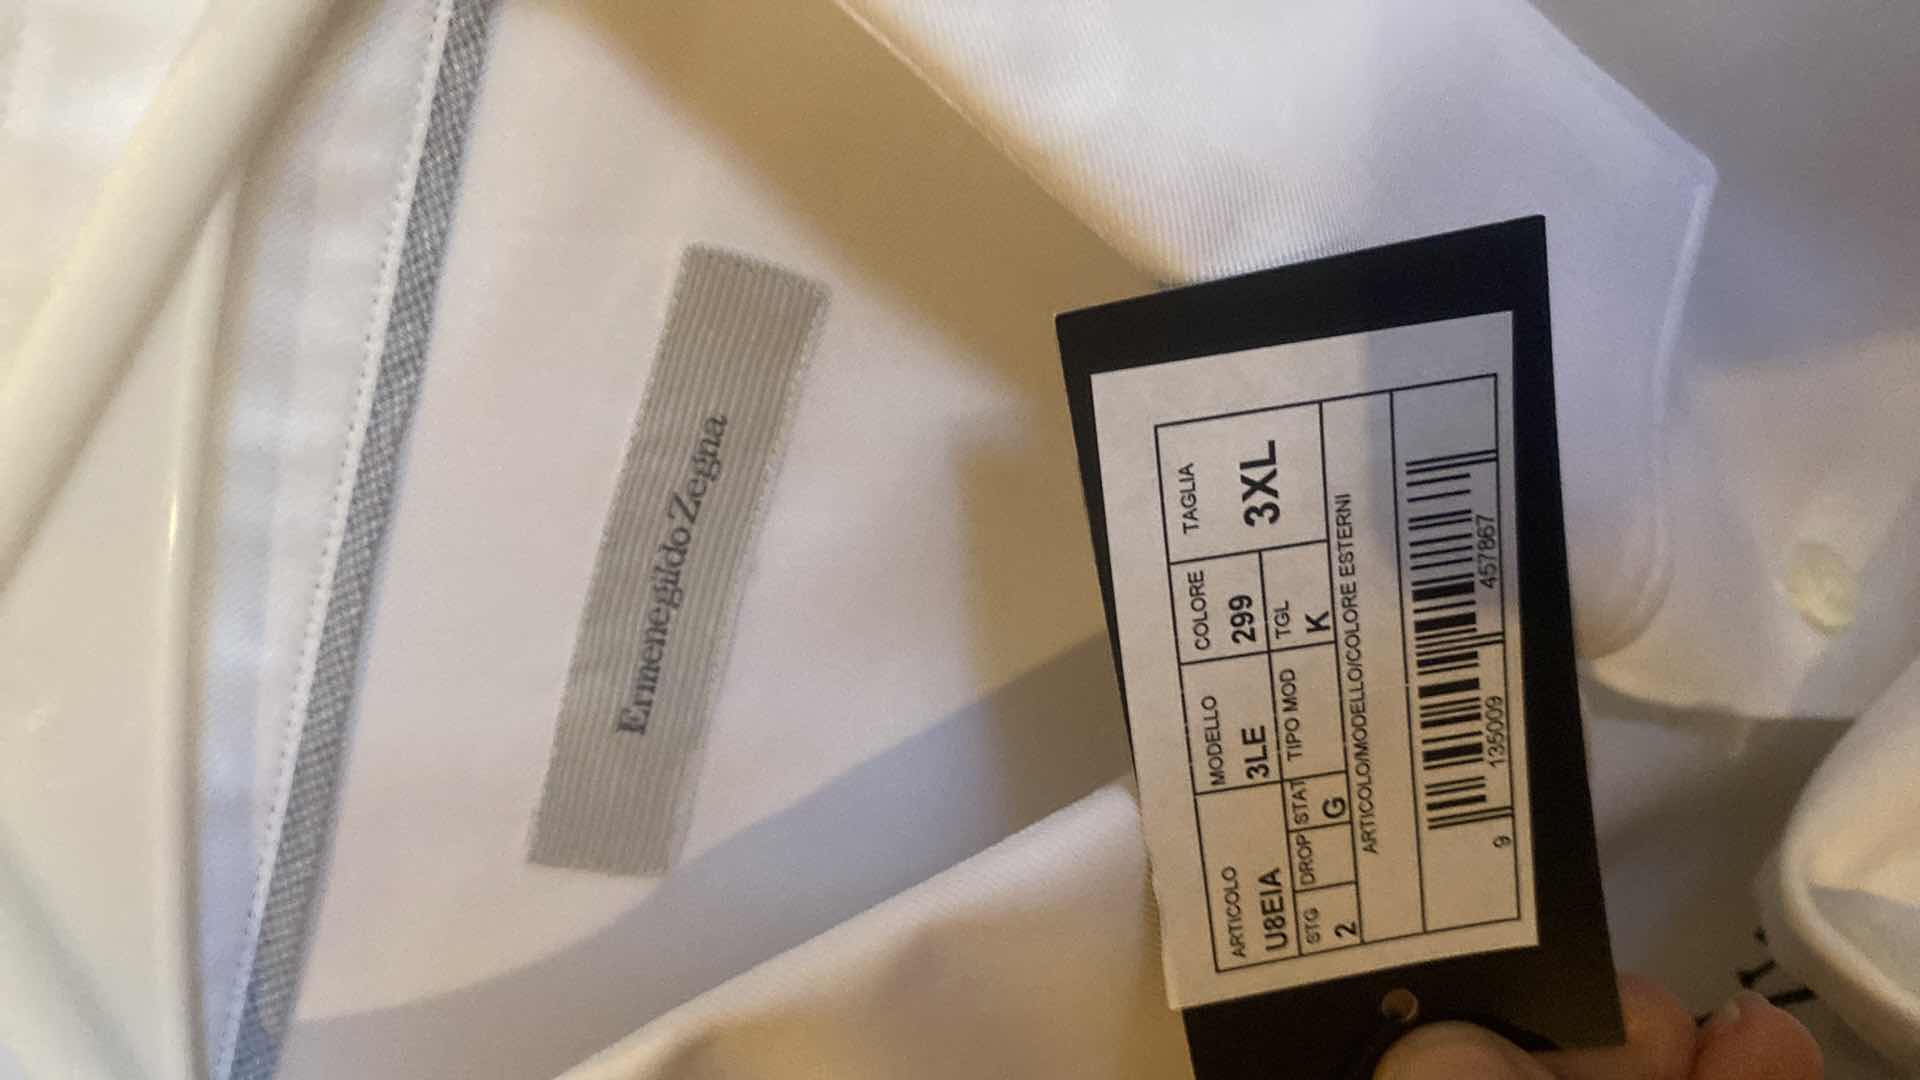 Ermenegildo Zegna
ARTICOLO MODELLO COLORE TAGLIA
U8EIA 3LE 299 3XL
STG DROP STAT TIPO MOD TGL
2 G K
ARTICOLO/MODELLO/COLORE ESTERNI
9 135009 457867